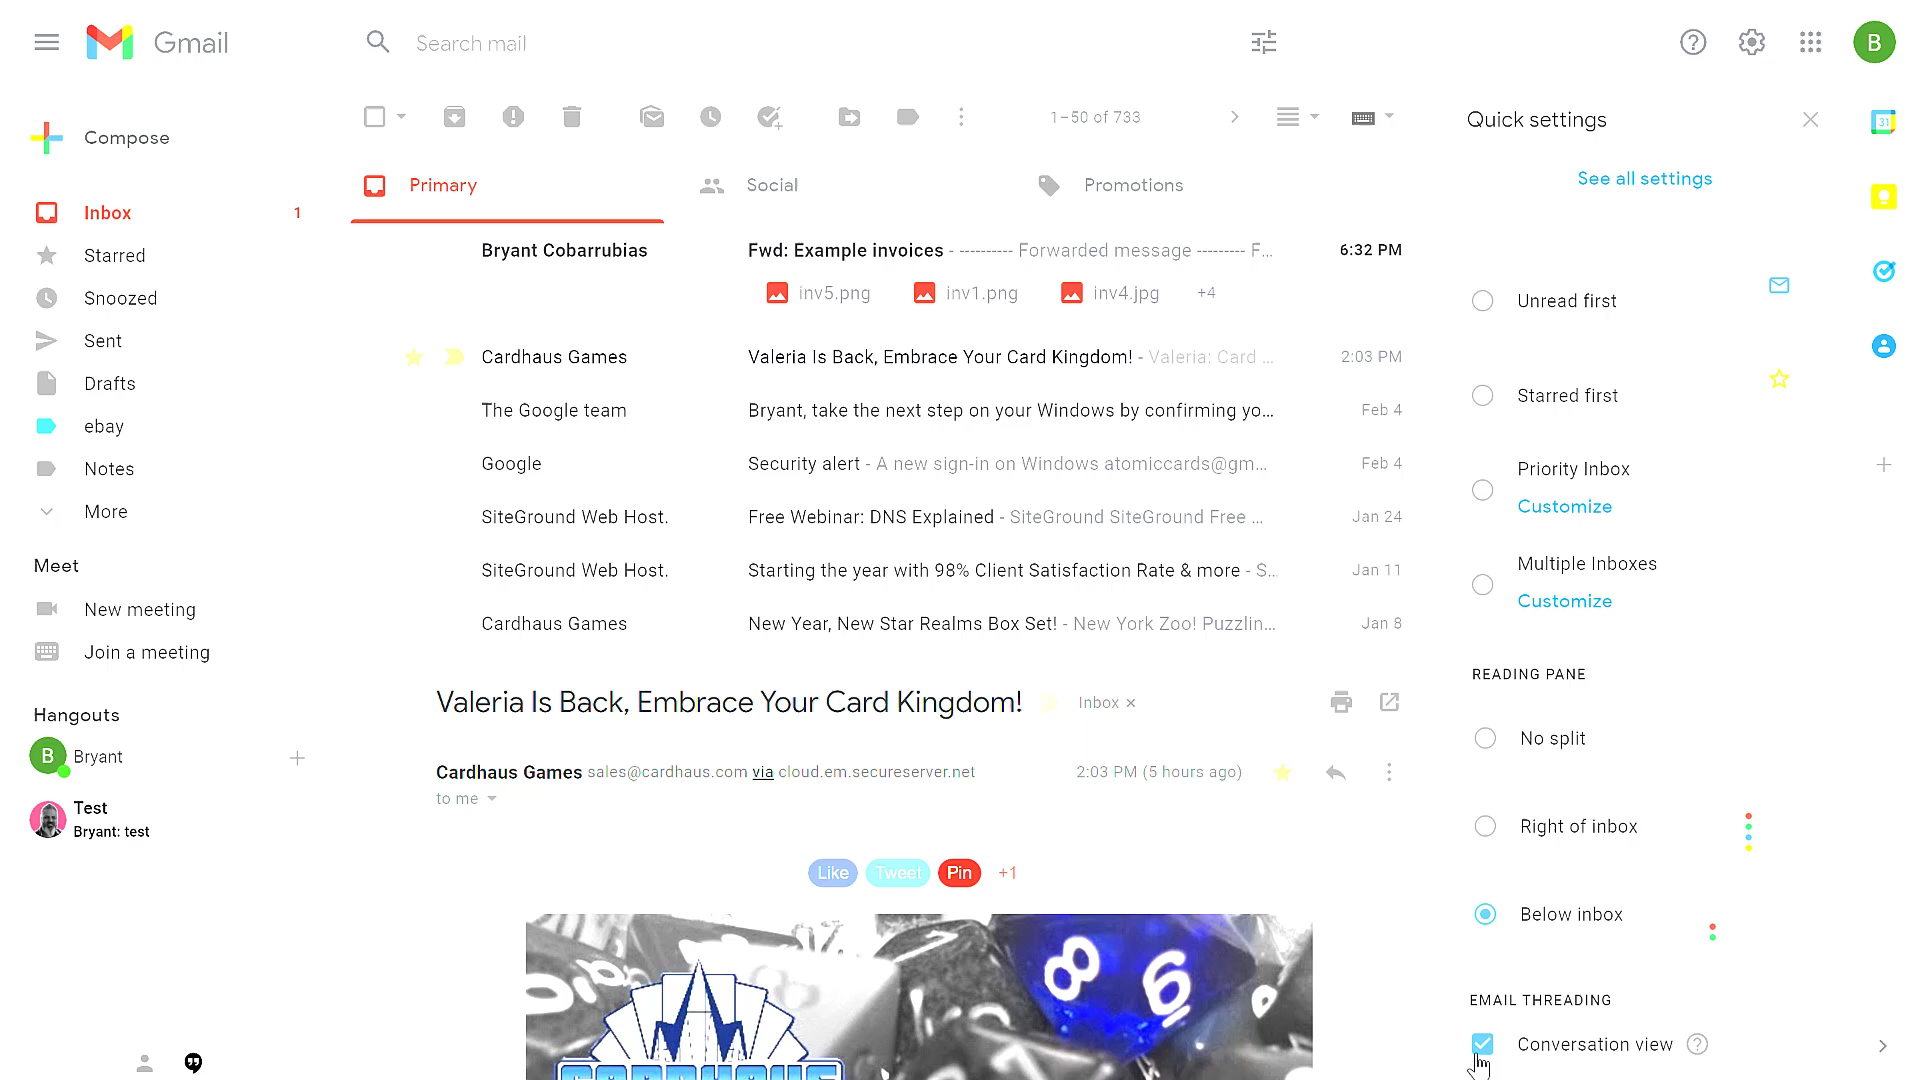 Gmail
Search mail
B
Compose
1–50 of 733
Quick settings
31
See all settings
Primary
Social
Promotions
Inbox 1
Starred
Snoozed
Sent
Drafts
ebay
Notes
More
Meet
New meeting
Join a meeting
Hangouts
B Bryant
Test
Bryant: test
Bryant Cobarrubias Fwd: Example invoices - ---------- Forwarded message --------- F... 6:32 PM
inv5.png inv1.png inv4.jpg +4
Cardhaus Games Valeria Is Back, Embrace Your Card Kingdom! - Valeria: Card ... 2:03 PM
The Google team Bryant, take the next step on your Windows by confirming yo... Feb 4
Google Security alert - A new sign-in on Windows atomiccards@gm... Feb 4
SiteGround Web Host. Free Webinar: DNS Explained - SiteGround SiteGround Free ... Jan 24
SiteGround Web Host. Starting the year with 98% Client Satisfaction Rate & more - S... Jan 11
Cardhaus Games New Year, New Star Realms Box Set! - New York Zoo! Puzzlin... Jan 8
Valeria Is Back, Embrace Your Card Kingdom! Inbox ×
Cardhaus Games sales@cardhaus.com via cloud.em.secureserver.net 2:03 PM (5 hours ago)
to me
Like Tweet Pin +1
8 6
CARDHAUS
Unread first
Starred first
Priority Inbox
Customize
Multiple Inboxes
Customize
READING PANE
No split
Right of inbox
Below inbox
EMAIL THREADING
Conversation view